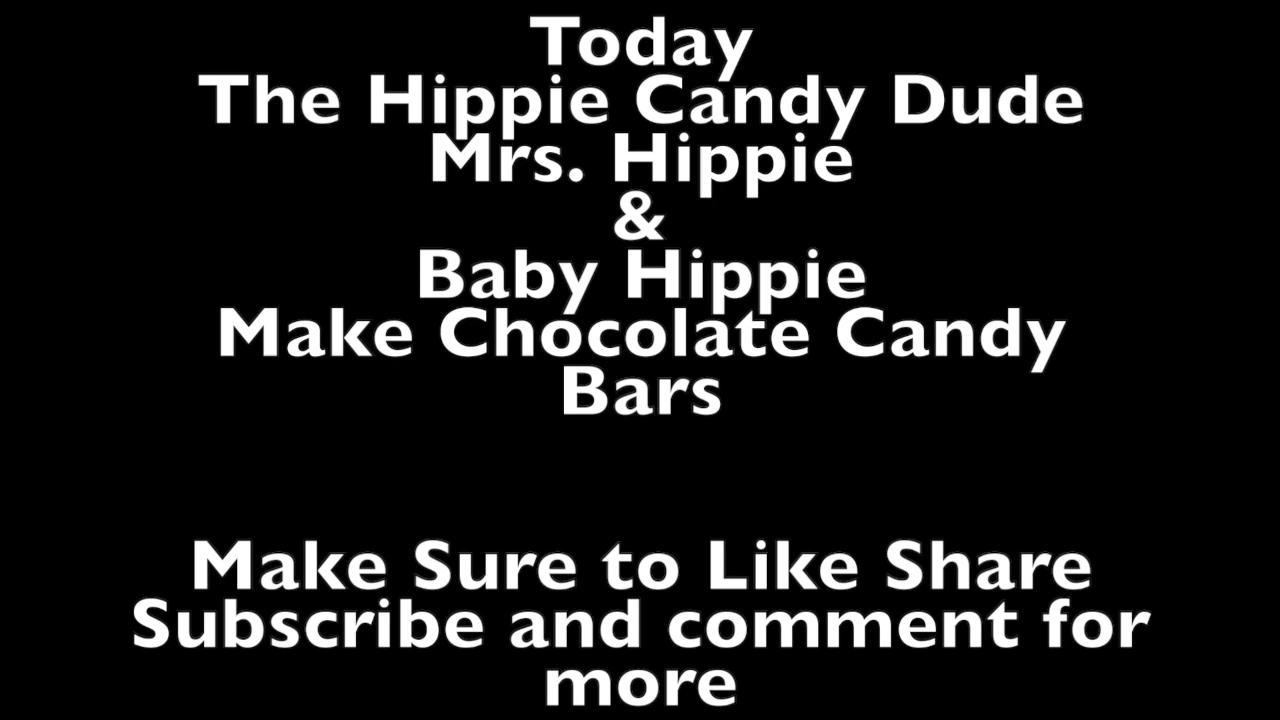 Today
The Hippie Candy Dude
Mrs. Hippie
&
Baby Hippie
Make Chocolate Candy
Bars
Make Sure to Like Share
Subscribe and comment for
more